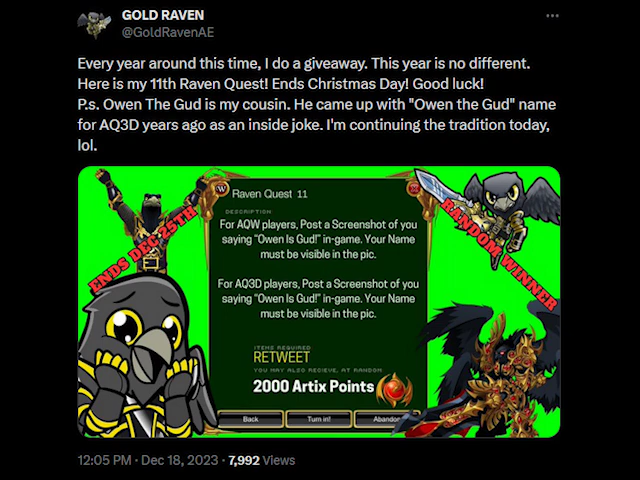 GOLD RAVEN
@GoldRavenAE
Every year around this time, I do a giveaway. This year is no different.
Here is my 11th Raven Quest! Ends Christmas Day! Good luck!
P.s. Owen The Gud is my cousin. He came up with "Owen the Gud" name
for AQ3D years ago as an inside joke. I'm continuing the tradition today,
lol.
W
Raven Quest 11
DESCRIPTION
For AQW players, Post a Screenshot of you
saying "Owen Is Gud!" in-game. Your Name
must be visible in the pic.
For AQ3D players, Post a Screenshot of you
saying "Owen Is Gud!" in-game. Your Name
must be visible in the pic.
ENDS DEC 25TH
RANDOM WINNER
ITEMS REQUIRED
RETWEET
YOU MAY ALSO RECIEVE, AT RANDOM
2000 Artix Points
Back
Turn in!
Abandon
12:05 PM · Dec 18, 2023 · 7,992 Views